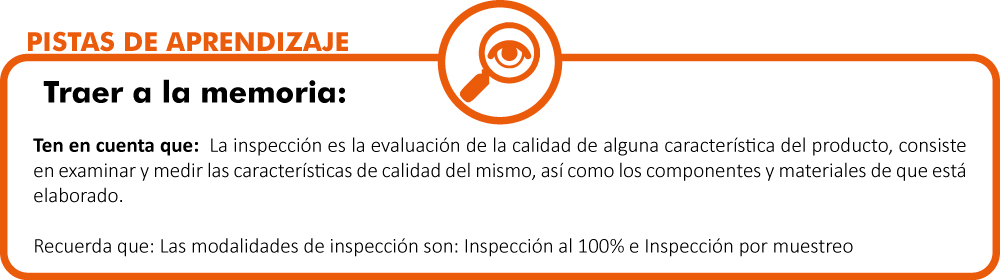 PISTAS DE APRENDIZAJE
Traer a la memoria:
Ten en cuenta que: La inspección es la evaluación de la calidad de alguna característica del producto, consiste
en examinar y medir las características de calidad del mismo, así como los componentes y materiales de que está
elaborado.
Recuerda que: Las modalidades de inspección son: Inspección al 100% e Inspección por muestreo